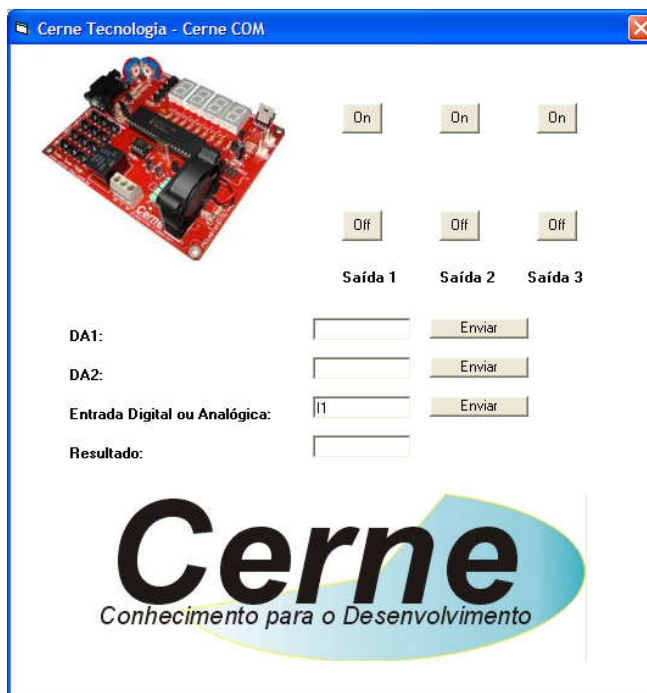 Cerne Tecnologia - Cerne COM
On On On
Off Off Off
Saída 1 Saída 2 Saída 3
DA1: Enviar
DA2: Enviar
Entrada Digital ou Analógica: I1 Enviar
Resultado:
Cerne
Cerne
Conhecimento para o Desenvolvimento